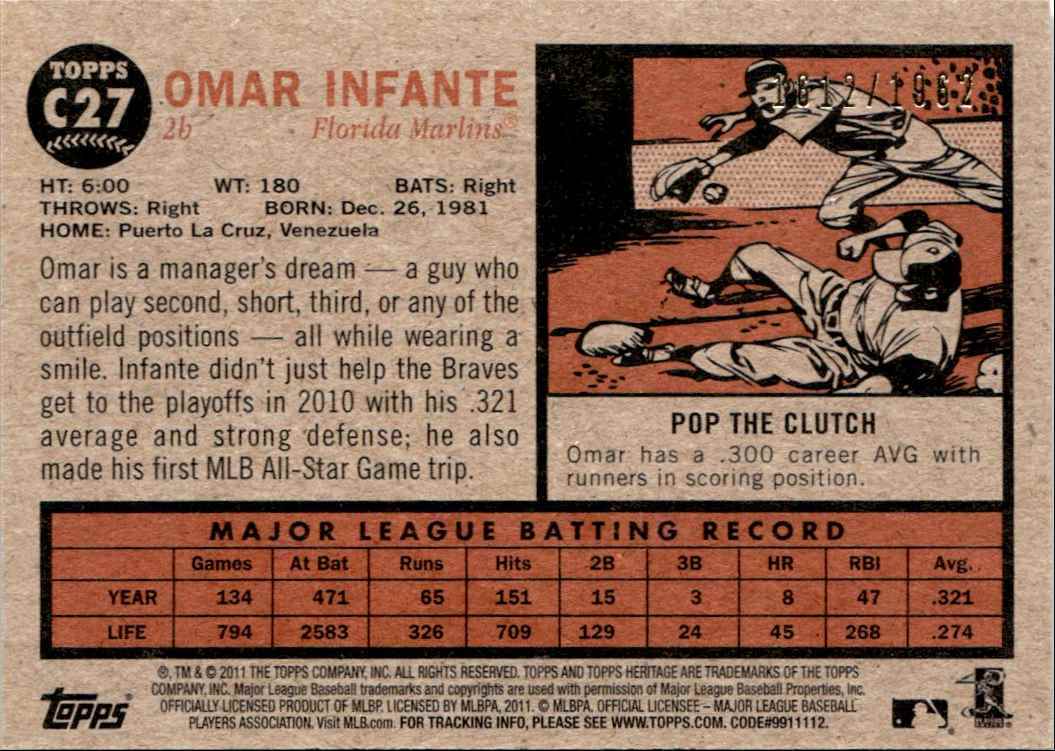 TOPPS
C27
OMAR INFANTE
2b Florida Marlins®
HT: 6:00 WT: 180 BATS: Right
THROWS: Right BORN: Dec. 26, 1981
HOME: Puerto La Cruz, Venezuela
Omar is a manager's dream — a guy who
can play second, short, third, or any of the
outfield positions — all while wearing a
smile. Infante didn't just help the Braves
get to the playoffs in 2010 with his .321
average and strong defense; he also
made his first MLB All-Star Game trip.
1612/1962
POP THE CLUTCH
Omar has a .300 career AVG with
runners in scoring position.
MAJOR LEAGUE BATTING RECORD
Games At Bat Runs Hits 2B 3B HR RBI Avg.
YEAR 134 471 65 151 15 3 8 47 .321
LIFE 794 2583 326 709 129 24 45 268 .274
®, TM & © 2011 THE TOPPS COMPANY, INC. ALL RIGHTS RESERVED. TOPPS AND TOPPS HERITAGE ARE TRADEMARKS OF THE TOPPS
COMPANY, INC. Major League Baseball trademarks and copyrights are used with permission of Major League Baseball Properties, Inc.
OFFICIALLY-LICENSED PRODUCT OF MLBP. LICENSED BY MLBPA, 2011. © MLBPA. OFFICIAL LICENSEE – MAJOR LEAGUE BASEBALL
PLAYERS ASSOCIATION. Visit MLB.com. FOR TRACKING INFO, PLEASE SEE WWW.TOPPS.COM. CODE#9911112.
Topps®